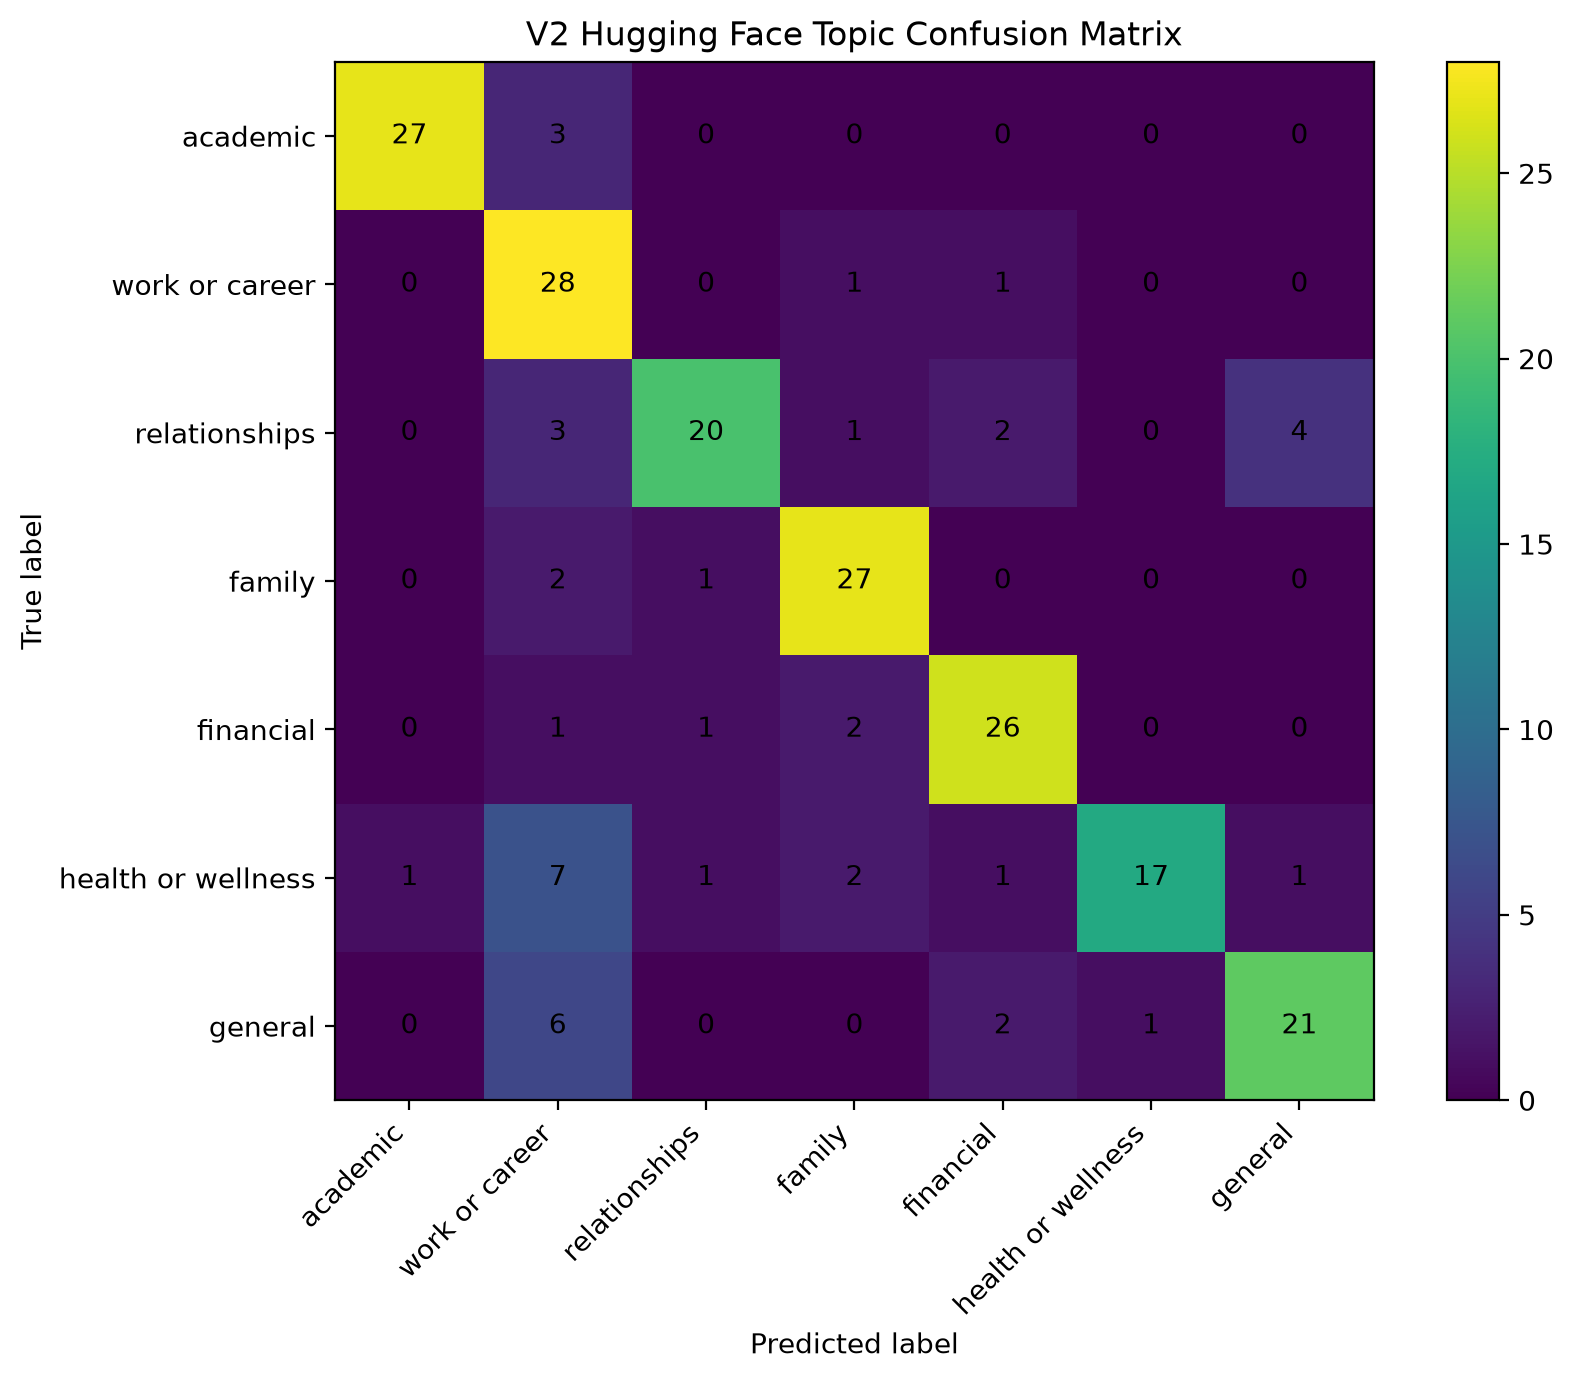 V2 Hugging Face Topic Confusion Matrix
academic 27 3 0 0 0 0 0
work or career 0 28 0 1 1 0 0
relationships 0 3 20 1 2 0 4
family 0 2 1 27 0 0 0
financial 0 1 1 2 26 0 0
health or wellness 1 7 1 2 1 17 1
general 0 6 0 0 2 1 21
True label
academic work or career relationships family financial health or wellness general
Predicted label
25
20
15
10
5
0